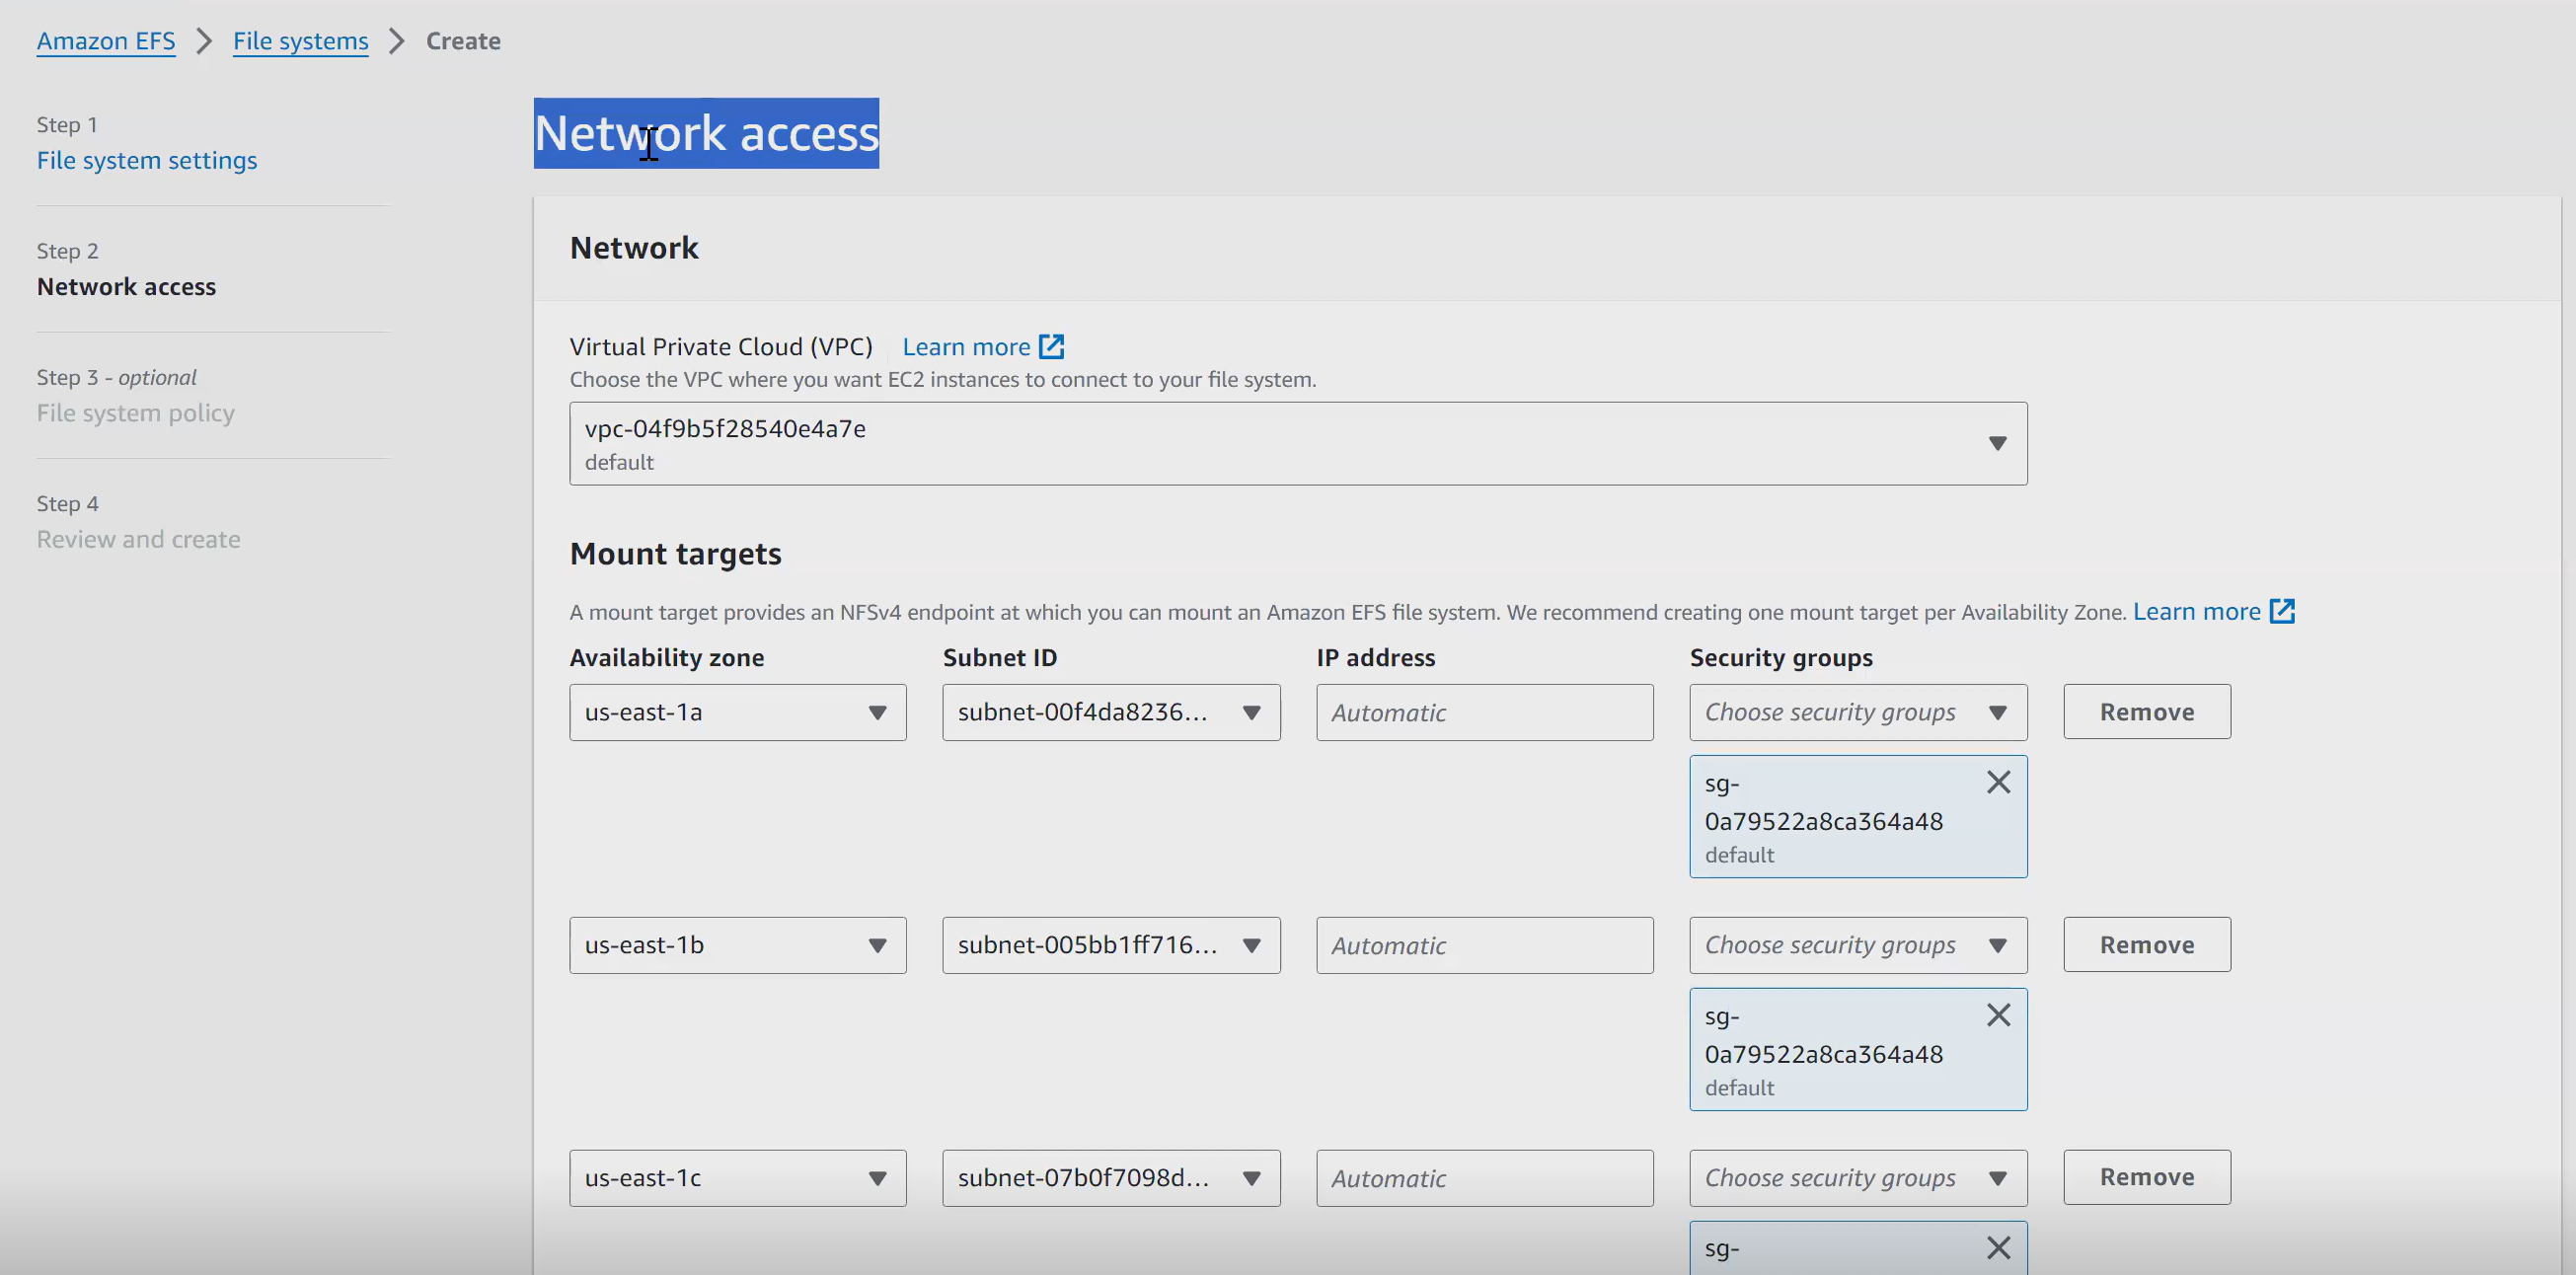 Amazon EFS > File systems > Create
Step 1
File system settings
Step 2
Network access
Step 3 - optional
File system policy
Step 4
Review and create
Network access
Network
Virtual Private Cloud (VPC) Learn more
Choose the VPC where you want EC2 instances to connect to your file system.
vpc-04f9b5f28540e4a7e
default
Mount targets
A mount target provides an NFSv4 endpoint at which you can mount an Amazon EFS file system. We recommend creating one mount target per Availability Zone. Learn more
Availability zone Subnet ID IP address Security groups
us-east-1a subnet-00f4da8236... Automatic Choose security groups Remove
sg-
0a79522a8ca364a48
default
us-east-1b subnet-005bb1ff716... Automatic Choose security groups Remove
sg-
0a79522a8ca364a48
default
us-east-1c subnet-07b0f7098d... Automatic Choose security groups Remove
sg-